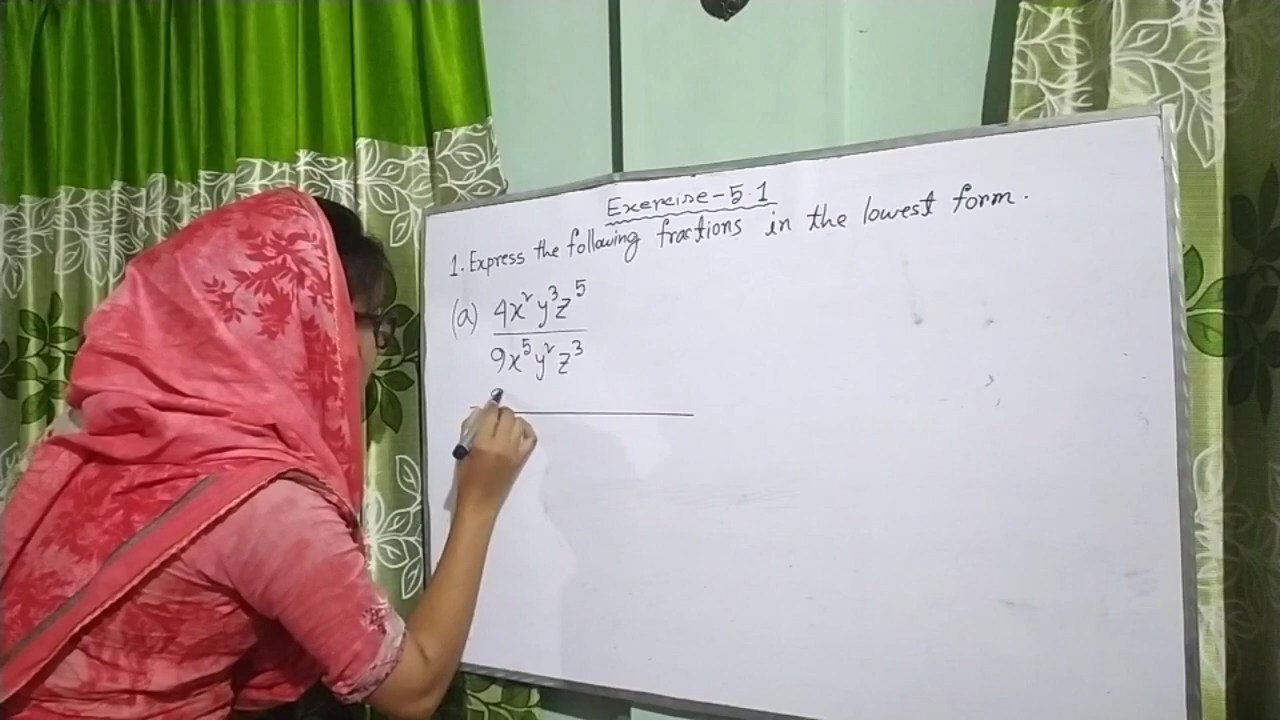 Exercise-5.1
1. Express the following fractions in the lowest form.
(a) 4x²y³z⁵
9x⁵y²z³